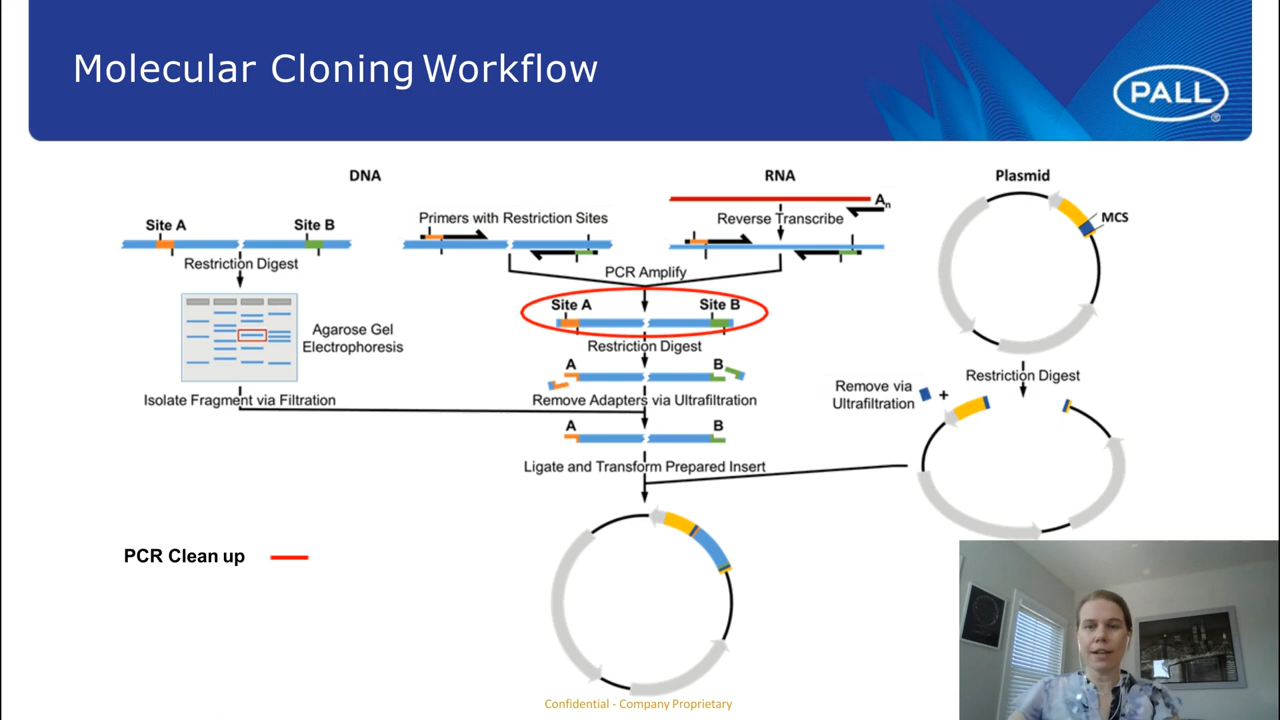 Molecular Cloning Workflow
PALL
®
DNA
RNA
Plasmid
Site A
Site B
Primers with Restriction Sites
An
Reverse Transcribe
MCS
Restriction Digest
PCR Amplify
Site A
Site B
Agarose Gel
Electrophoresis
Restriction Digest
A
B
Restriction Digest
Isolate Fragment via Filtration
Remove Adapters via Ultrafiltration
Remove via
Ultrafiltration
+
A
B
Ligate and Transform Prepared Insert
PCR Clean up
Confidential - Company Proprietary